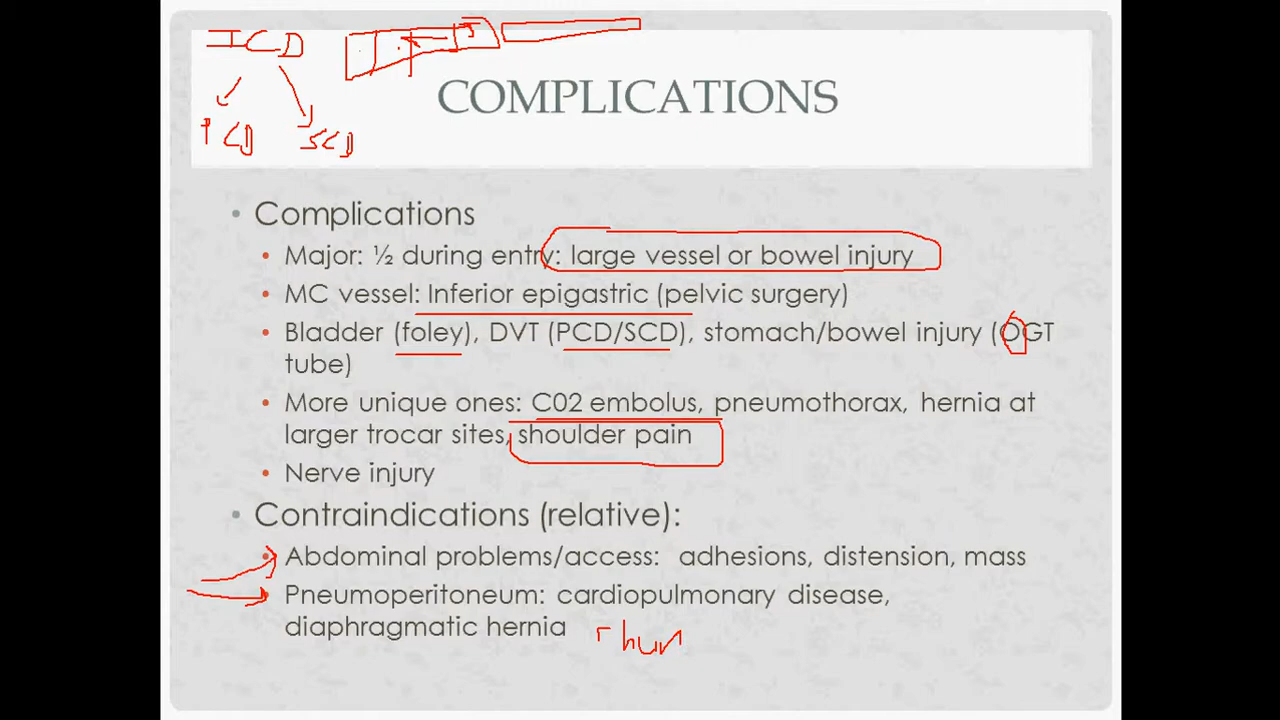 ICD
PCD SCD
COMPLICATIONS
• Complications
• Major: ½ during entry: large vessel or bowel injury
• MC vessel: Inferior epigastric (pelvic surgery)
• Bladder (foley), DVT (PCD/SCD), stomach/bowel injury (OGT
tube)
• More unique ones: C02 embolus, pneumothorax, hernia at
larger trocar sites, shoulder pain
• Nerve injury
• Contraindications (relative):
• Abdominal problems/access: adhesions, distension, mass
• Pneumoperitoneum: cardiopulmonary disease,
diaphragmatic hernia